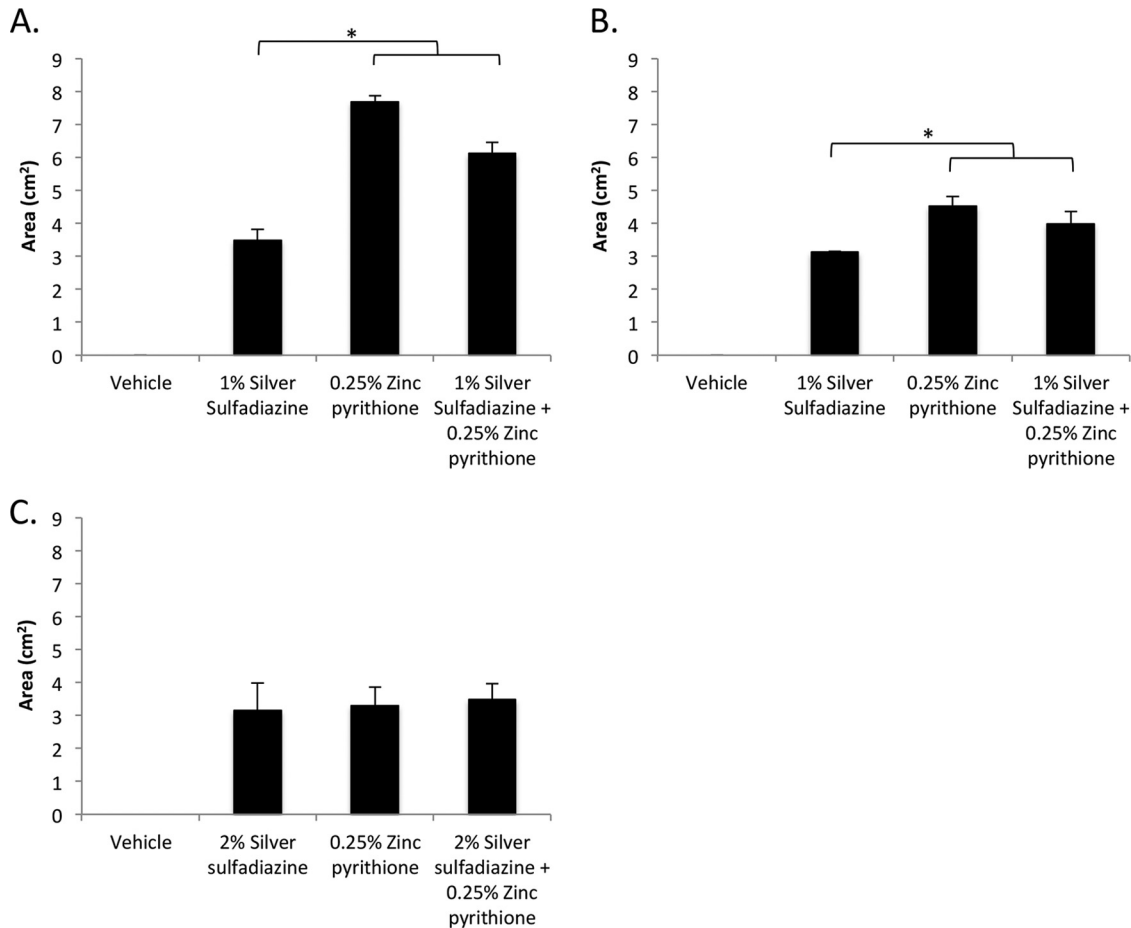 A.
*
9
8
7
6
5
4
3
2
1
0
Area (cm²)
Vehicle
1% Silver
Sulfadiazine
0.25% Zinc
pyrithione
1% Silver
Sulfadiazine +
0.25% Zinc
pyrithione
B.
*
9
8
7
6
5
4
3
2
1
0
Area (cm²)
Vehicle
1% Silver
Sulfadiazine
0.25% Zinc
pyrithione
1% Silver
Sulfadiazine +
0.25% Zinc
pyrithione
C.
9
8
7
6
5
4
3
2
1
0
Area (cm²)
Vehicle
2% Silver
sulfadiazine
0.25% Zinc
pyrithione
2% Silver
sulfadiazine +
0.25% Zinc
pyrithione